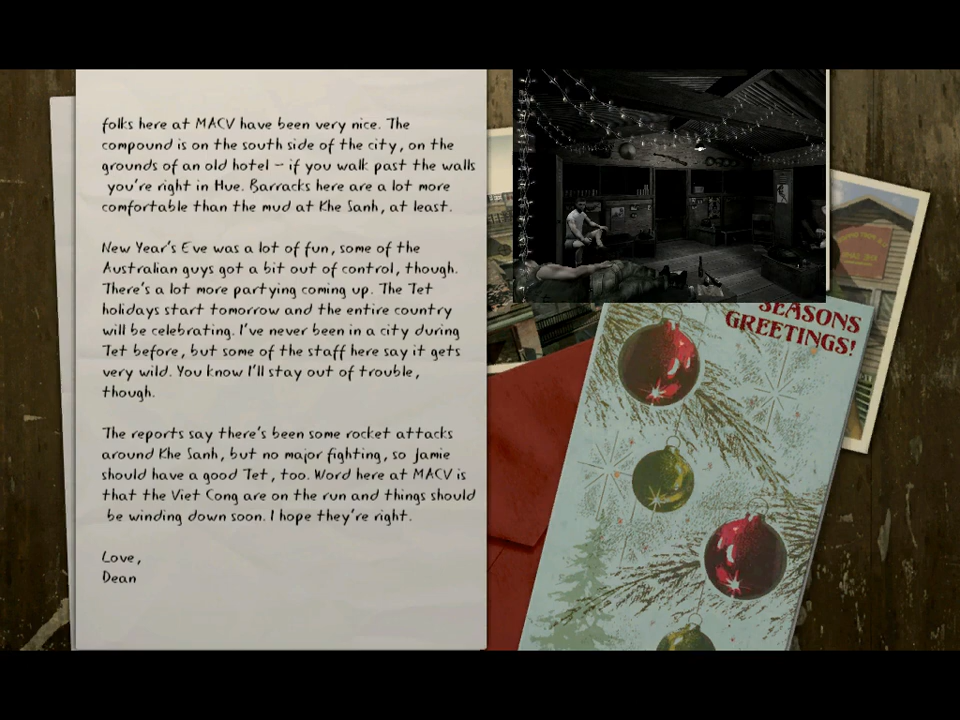 folks here at MACV have been very nice. The
compound is on the south side of the city, on the
grounds of an old hotel - if you walk past the walls
you're right in Hue. Barracks here are a lot more
comfortable than the mud at Khe Sanh, at least.
New Year's Eve was a lot of fun, some of the
Australian guys got a bit out of control, though.
There's a lot more partying coming up. The Tet
holidays start tomorrow and the entire country
will be celebrating. I've never been in a city during
Tet before, but some of the staff here say it gets
very wild. You know I'll stay out of trouble,
though.
The reports say there's been some rocket attacks
around Khe Sanh, but no major fighting, so Jamie
should have a good Tet, too. Word here at MACV is
that the Viet Cong are on the run and things should
be winding down soon. I hope they're right.
Love,
Dean
SEASONS
GREETINGS!